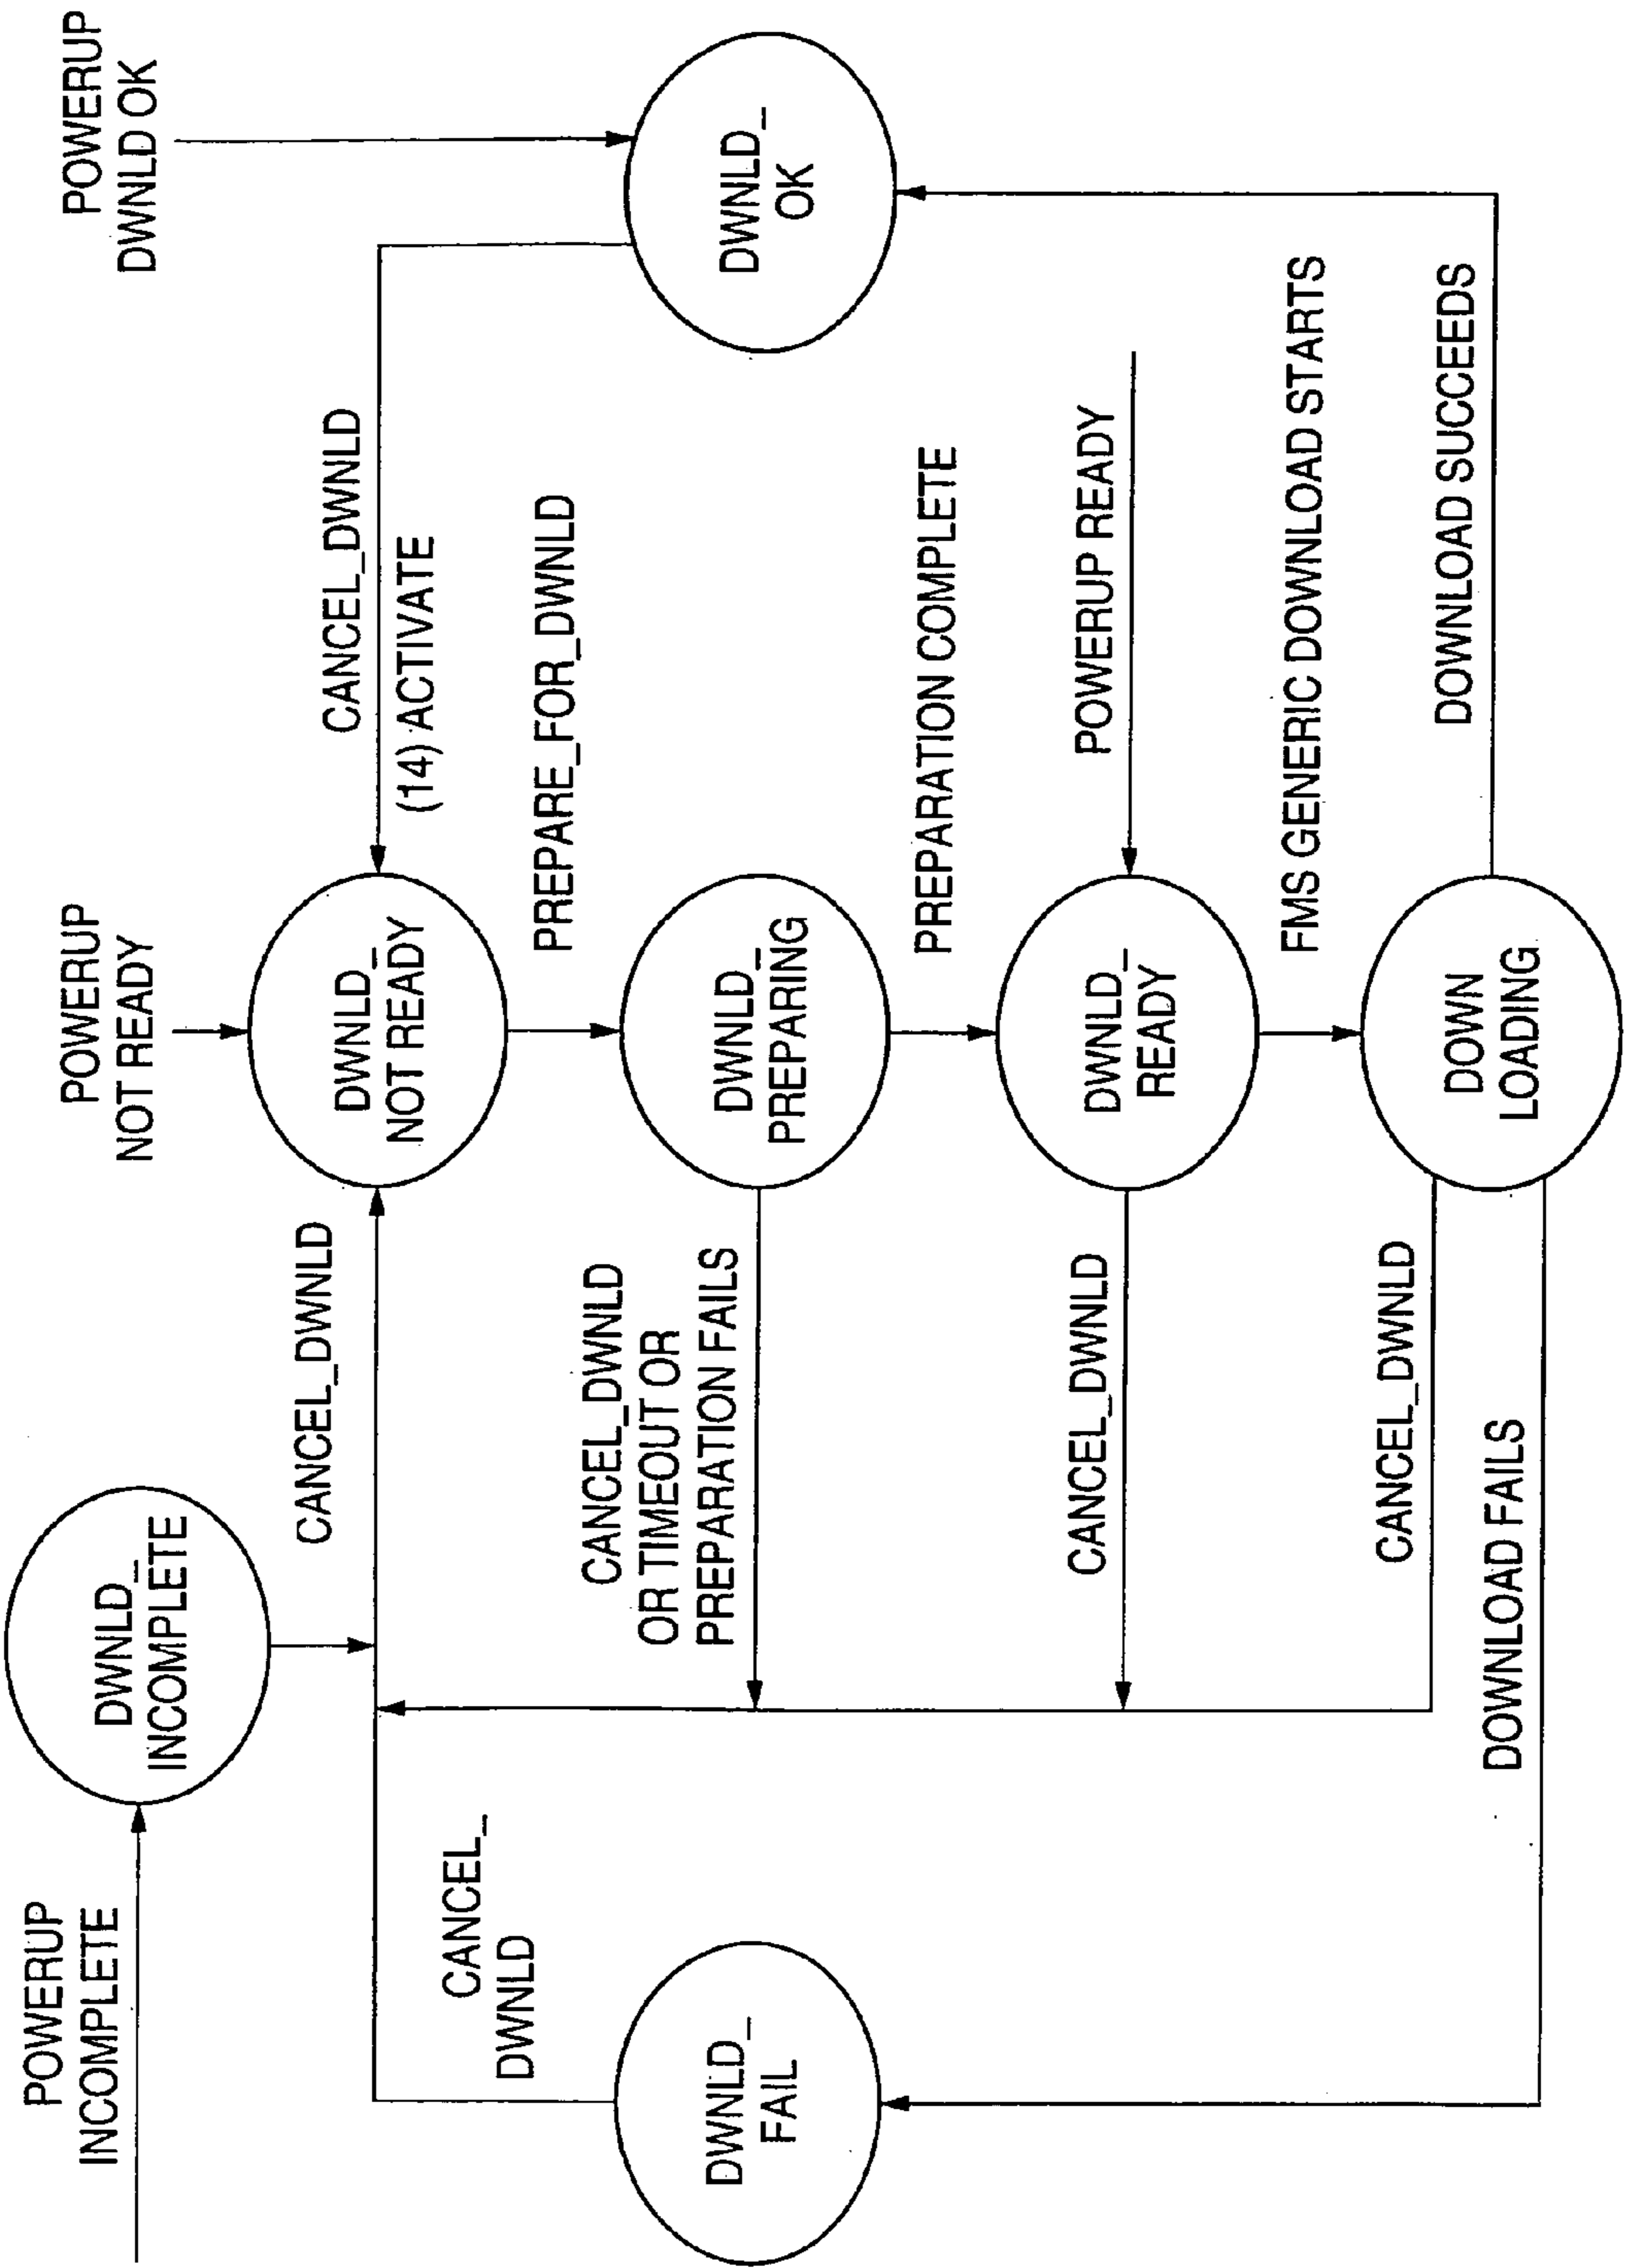 POWERUP
INCOMPLETE
DWNLD_
INCOMPLETE
POWERUP
NOT READY
POWERUP
DWNLD OK
CANCEL_DWNLD
DWNLD_
NOT READY
CANCEL_DWNLD
(14) ACTIVATE
CANCEL_
DWNLD
PREPARE_FOR_DWNLD
CANCEL_DWNLD
OR TIMEOUT OR
PREPARATION FAILS
DWNLD_
FAIL
DWNLD_
PREPARING
DWNLD_
OK
PREPARATION COMPLETE
CANCEL_DWNLD
DWNLD_
READY
POWERUP READY
FMS GENERIC DOWNLOAD STARTS
CANCEL_DWNLD
DOWN
LOADING
DOWNLOAD SUCCEEDS
DOWNLOAD FAILS